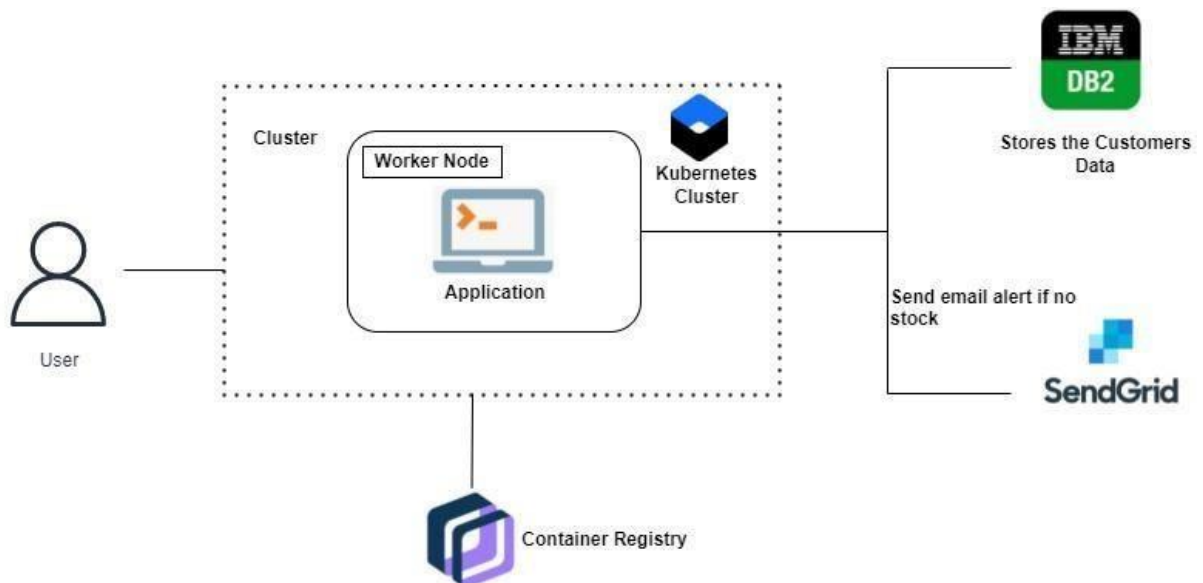 IBM
DB2
Stores the Customers
Data
Cluster
Worker Node
Kubernetes
Cluster
Application
User
Send email alert if no
stock
SendGrid
Container Registry